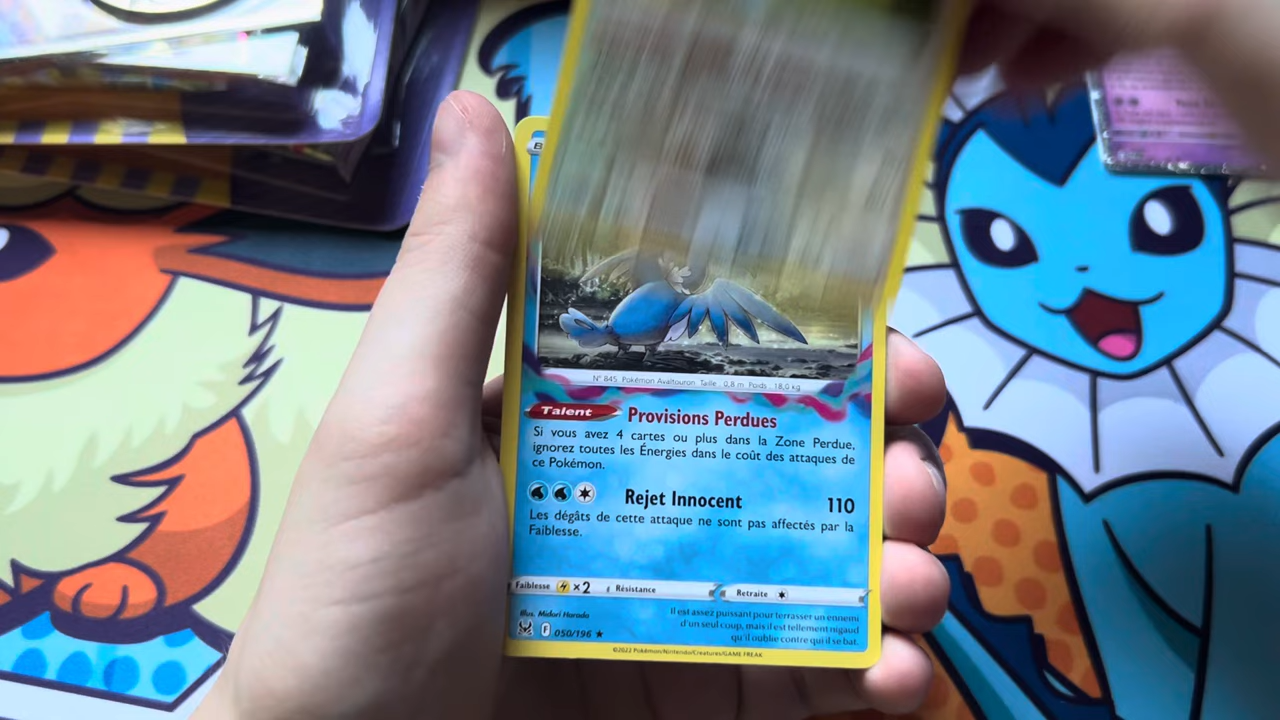 B
N° 845 Pokémon Avaltouron Taille : 0,8 m Poids : 18,0 kg
Talent Provisions Perdues
Si vous avez 4 cartes ou plus dans la Zone Perdue,
ignorez toutes les Énergies dans le coût des attaques de
ce Pokémon.
Rejet Innocent 110
Les dégâts de cette attaque ne sont pas affectés par la
Faiblesse.
Faiblesse ×2 Résistance Retraite
Illus. Midori Harada
F 050/196 ★
Il est assez puissant pour terrasser un ennemi
d'un seul coup, mais il est tellement nigaud
qu'il oublie contre qui il se bat.
©2022 Pokémon/Nintendo/Creatures/GAME FREAK